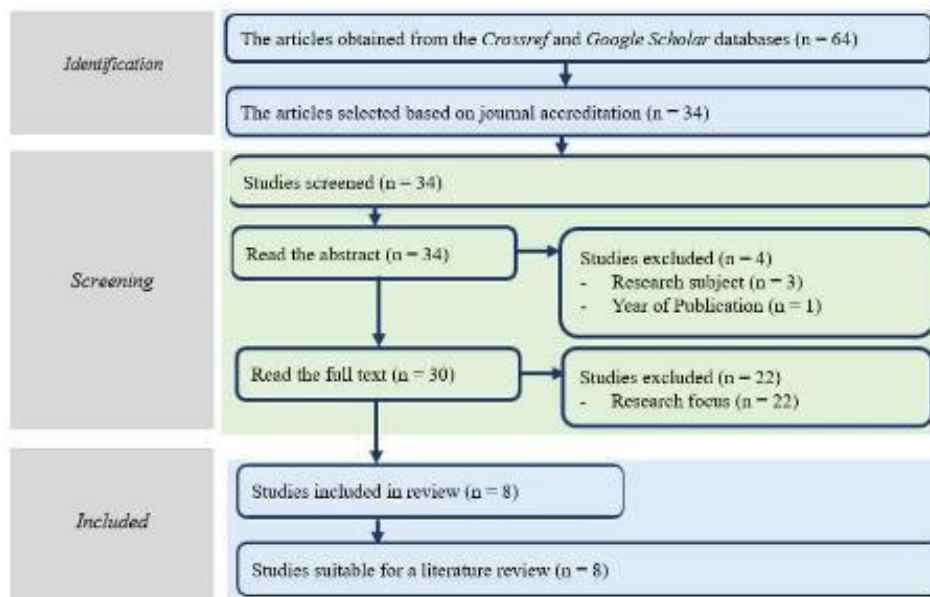 Identification
The articles obtained from the Crossref and Google Scholar databases (n = 64)
The articles selected based on journal accreditation (n = 34)
Screening
Studies screened (n = 34)
Read the abstract (n = 34)
Studies excluded (n = 4)
- Research subject (n = 3)
- Year of Publication (n = 1)
Read the full text (n = 30)
Studies excluded (n = 22)
- Research focus (n = 22)
Included
Studies included in review (n = 8)
Studies suitable for a literature review (n = 8)